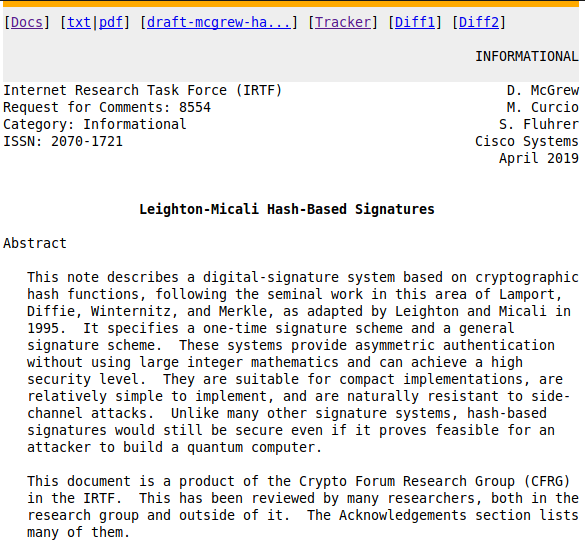 [Docs] [txt|pdf] [draft-mcgrew-ha...] [Tracker] [Diff1] [Diff2]
INFORMATIONAL
Internet Research Task Force (IRTF) D. McGrew
Request for Comments: 8554 M. Curcio
Category: Informational S. Fluhrer
ISSN: 2070-1721 Cisco Systems
April 2019
Leighton-Micali Hash-Based Signatures
Abstract
This note describes a digital-signature system based on cryptographic
hash functions, following the seminal work in this area of Lamport,
Diffie, Winternitz, and Merkle, as adapted by Leighton and Micali in
1995. It specifies a one-time signature scheme and a general
signature scheme. These systems provide asymmetric authentication
without using large integer mathematics and can achieve a high
security level. They are suitable for compact implementations, are
relatively simple to implement, and are naturally resistant to side-
channel attacks. Unlike many other signature systems, hash-based
signatures would still be secure even if it proves feasible for an
attacker to build a quantum computer.
This document is a product of the Crypto Forum Research Group (CFRG)
in the IRTF. This has been reviewed by many researchers, both in the
research group and outside of it. The Acknowledgements section lists
many of them.